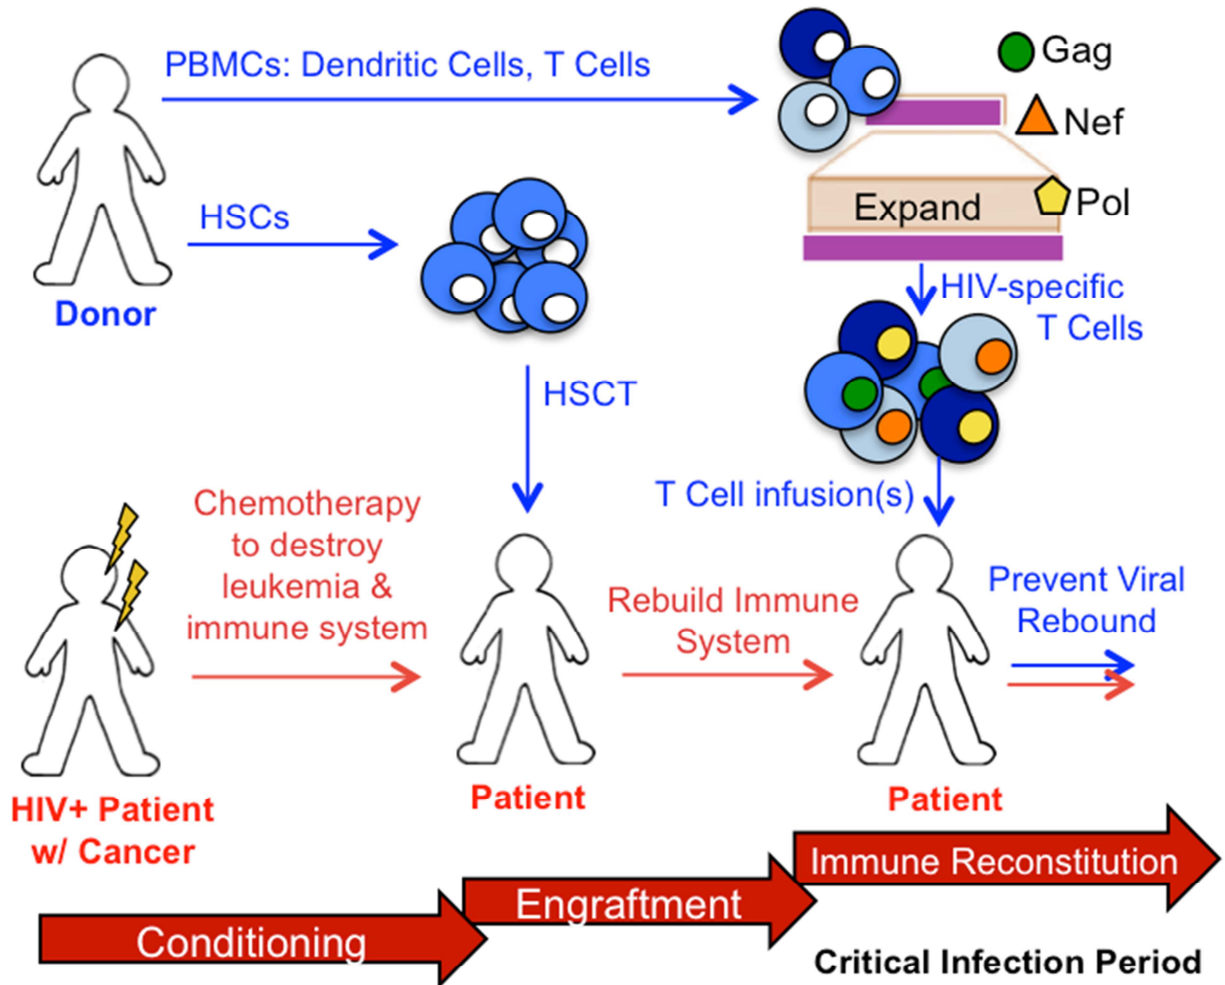 PBMCs: Dendritic Cells, T Cells
Gag
Nef
Pol
Expand
HSCs
Donor
HIV-specific
T Cells
HSCT
T Cell infusion(s)
Chemotherapy
to destroy
leukemia &
immune system
Rebuild Immune
System
Prevent Viral
Rebound
HIV+ Patient
w/ Cancer
Patient
Patient
Conditioning
Engraftment
Immune Reconstitution
Critical Infection Period